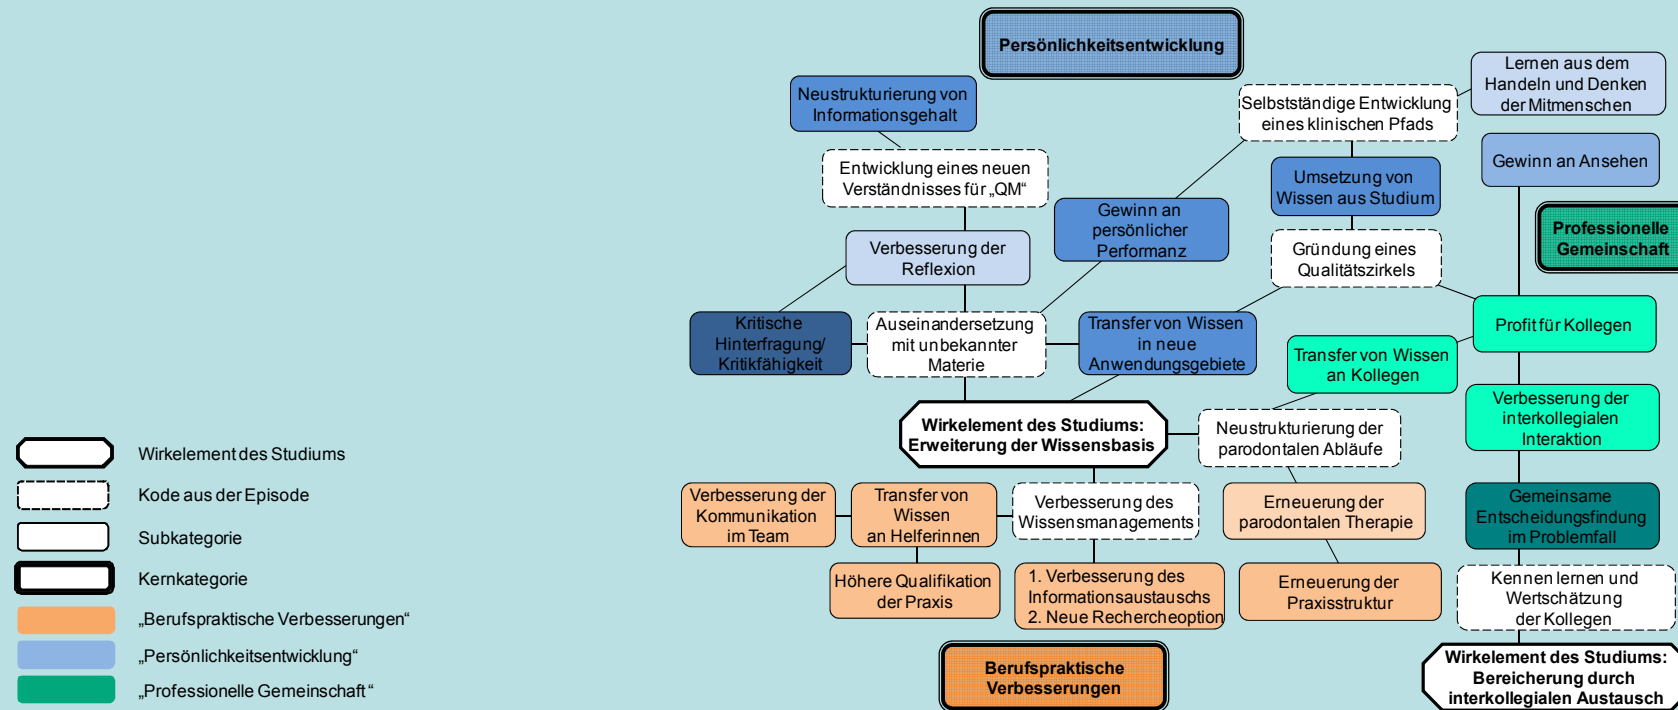 Persönlichkeitsentwicklung
Lernen aus dem
Handeln und Denken
der Mitmenschen
Neustrukturierung von
Informationsgehalt
Selbstständige Entwicklung
eines klinischen Pfads
Gewinn an Ansehen
Entwicklung eines neuen
Verständnisses für „QM“
Umsetzung von
Wissen aus Studium
Gewinn an
persönlicher
Performanz
Professionelle
Gemeinschaft
Verbesserung der
Reflexion
Gründung eines
Qualitätszirkels
Kritische
Hinterfragung/
Kritikfähigkeit
Auseinandersetzung
mit unbekannter
Materie
Transfer von Wissen
in neue
Anwendungsgebiete
Profit für Kollegen
Transfer von Wissen
an Kollegen
Wirkelement des Studiums:
Erweiterung der Wissensbasis
Neustrukturierung der
parodontalen Abläufe
Verbesserung der
interkollegialen
Interaktion
Verbesserung der
Kommunikation
im Team
Transfer von
Wissen
an Helferinnen
Verbesserung des
Wissensmanagements
Erneuerung der
parodontalen Therapie
Gemeinsame
Entscheidungsfindung
im Problemfall
Höhere Qualifikation
der Praxis
1. Verbesserung des
Informationsaustauschs
2. Neue Rechercheoption
Erneuerung der
Praxisstruktur
Kennen lernen und
Wertschätzung
der Kollegen
Berufspraktische
Verbesserungen
Wirkelement des Studiums:
Bereicherung durch
interkollegialen Austausch
Wirkelement des Studiums
Kode aus der Episode
Subkategorie
Kernkategorie
„Berufspraktische Verbesserungen“
„Persönlichkeitsentwicklung“
„Professionelle Gemeinschaft“